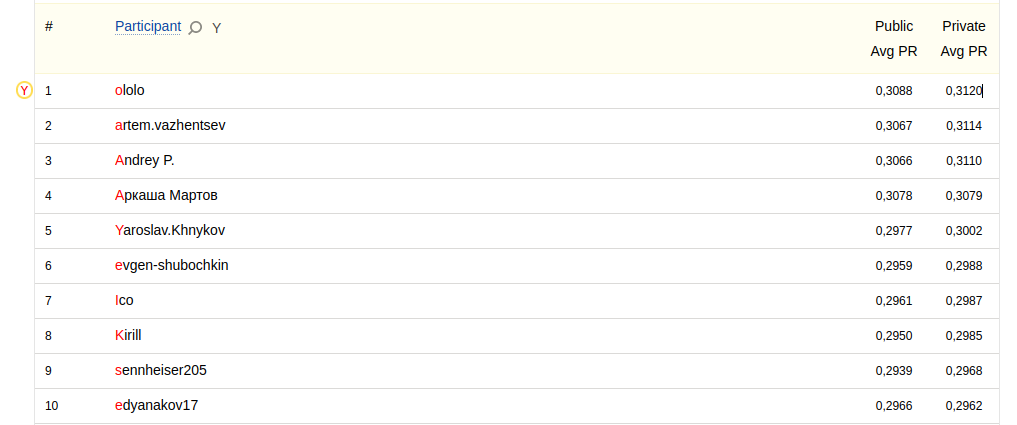 # Participant Y Public Private
Avg PR Avg PR
Y 1 ololo 0,3088 0,3120
2 artem.vazhentsev 0,3067 0,3114
3 Andrey P. 0,3066 0,3110
4 Аркаша Мартов 0,3078 0,3079
5 Yaroslav.Khnykov 0,2977 0,3002
6 evgen-shubochkin 0,2959 0,2988
7 Ico 0,2961 0,2987
8 Kirill 0,2950 0,2985
9 sennheiser205 0,2939 0,2968
10 edyanakov17 0,2966 0,2962